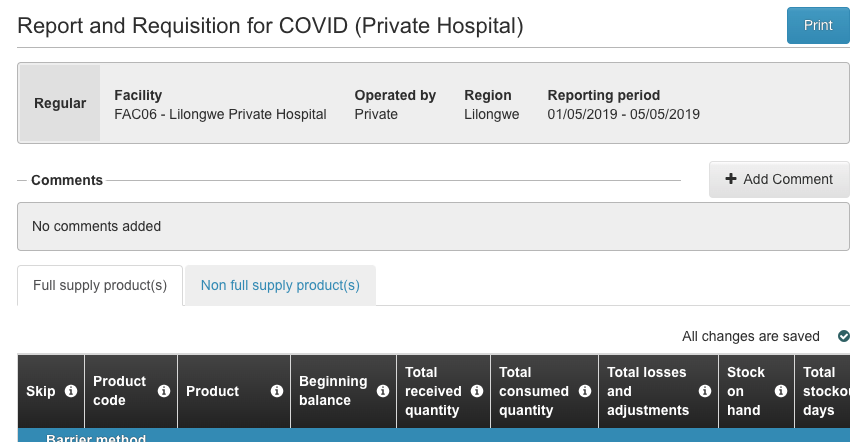 Report and Requisition for COVID (Private Hospital)
Print
Regular
Facility
FAC06 - Lilongwe Private Hospital
Operated by
Private
Region
Lilongwe
Reporting period
01/05/2019 - 05/05/2019
Comments
Add Comment
No comments added
Full supply product(s)
Non full supply product(s)
All changes are saved
Skip
Product
code
Product
Beginning
balance
Total
received
quantity
Total
consumed
quantity
Total losses
and
adjustments
Stock
on
hand
Total
stockou
days
Barrier method